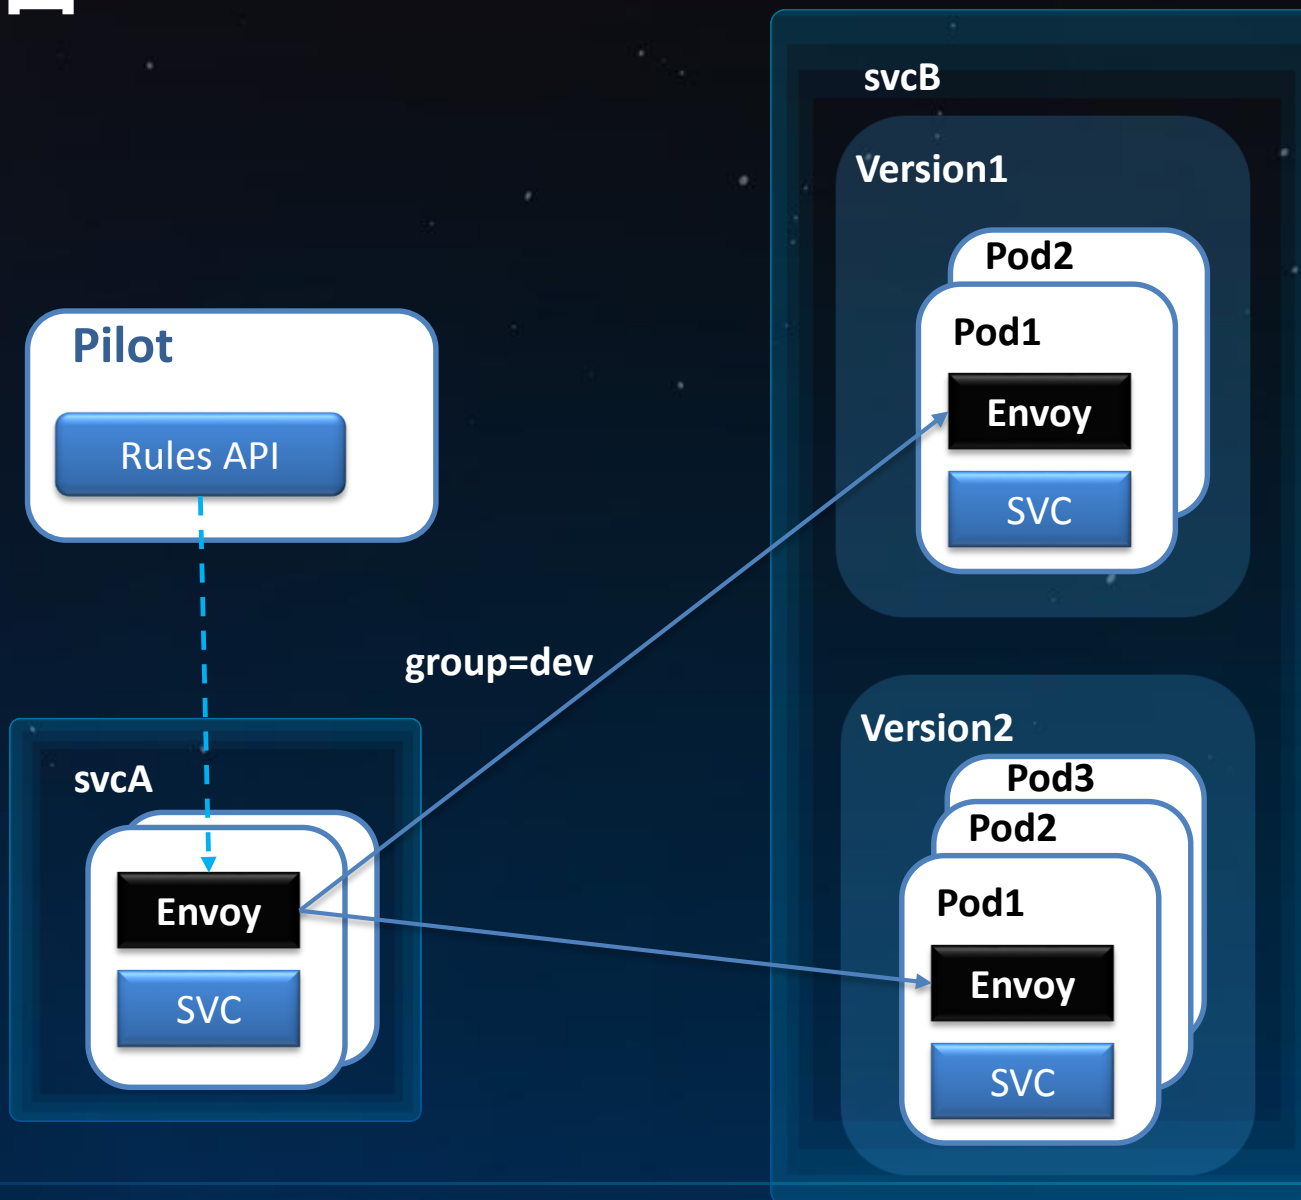 svcB
Version1
Pod2
Pod1
Envoy
SVC
Pilot
Rules API
group=dev
svcA
Envoy
SVC
Version2
Pod3
Pod2
Pod1
Envoy
SVC